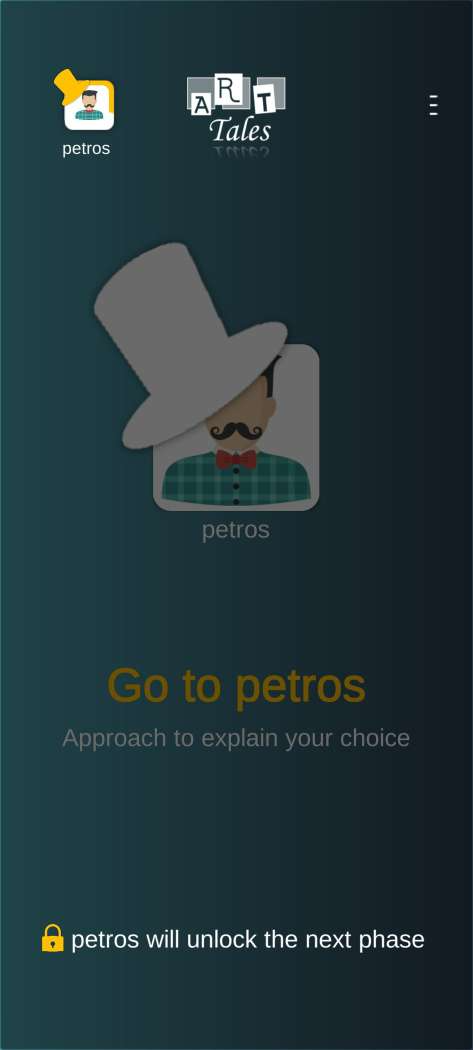 ART
petros
Tales
petros
Go to petros
Approach to explain your choice
petros will unlock the next phase